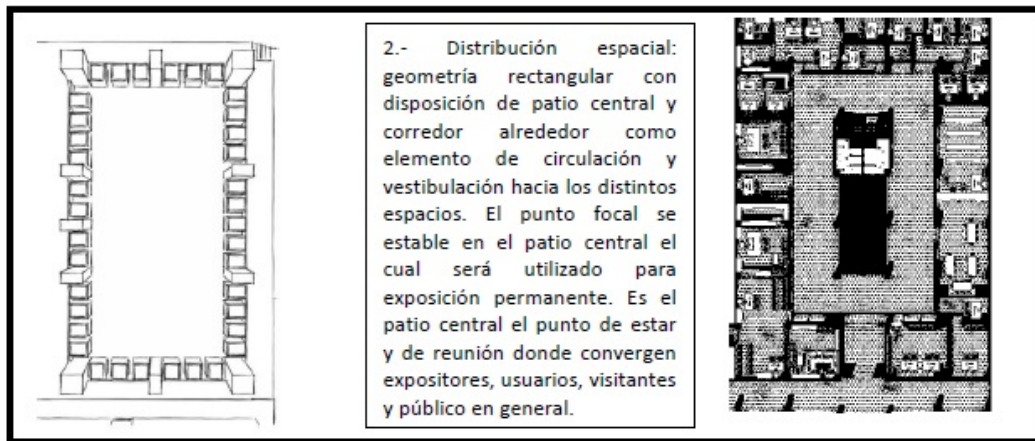 2.- Distribución espacial:
geometría rectangular con
disposición de patio central y
corredor alrededor como
elemento de circulación y
vestibulación hacia los distintos
espacios. El punto focal se
estable en el patio central el
cual será utilizado para
exposición permanente. Es el
patio central el punto de estar
y de reunión donde convergen
expositores, usuarios, visitantes
y público en general.